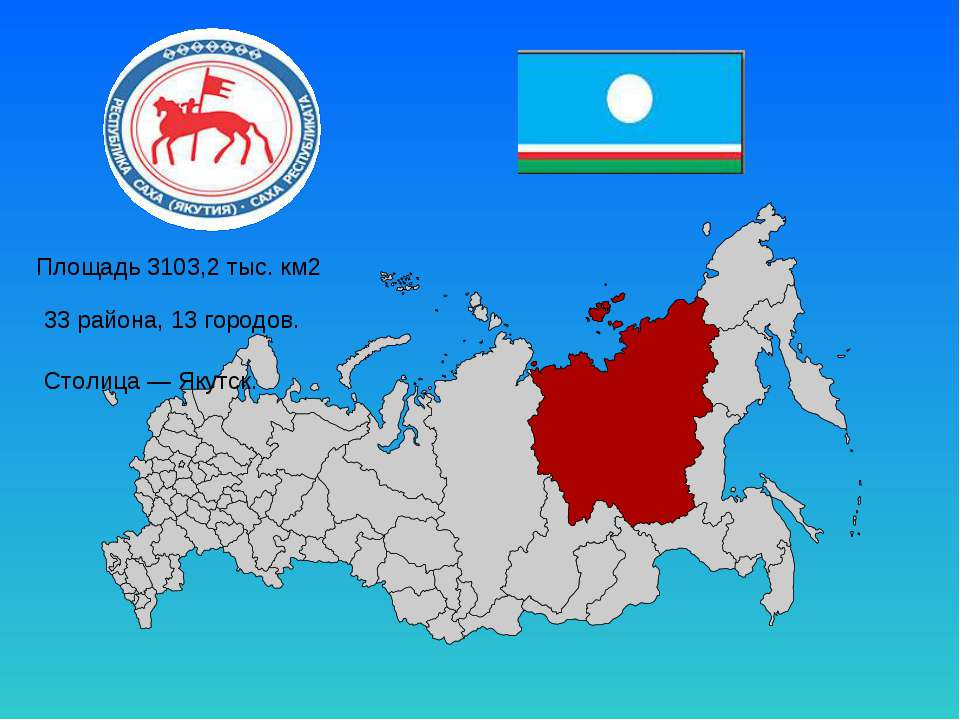 РЕСПУБЛИКА САХА (ЯКУТИЯ) · САХА РЕСПУБЛИКАТА
Площадь 3103,2 тыс. км2
33 района, 13 городов.
Столица — Якутск.